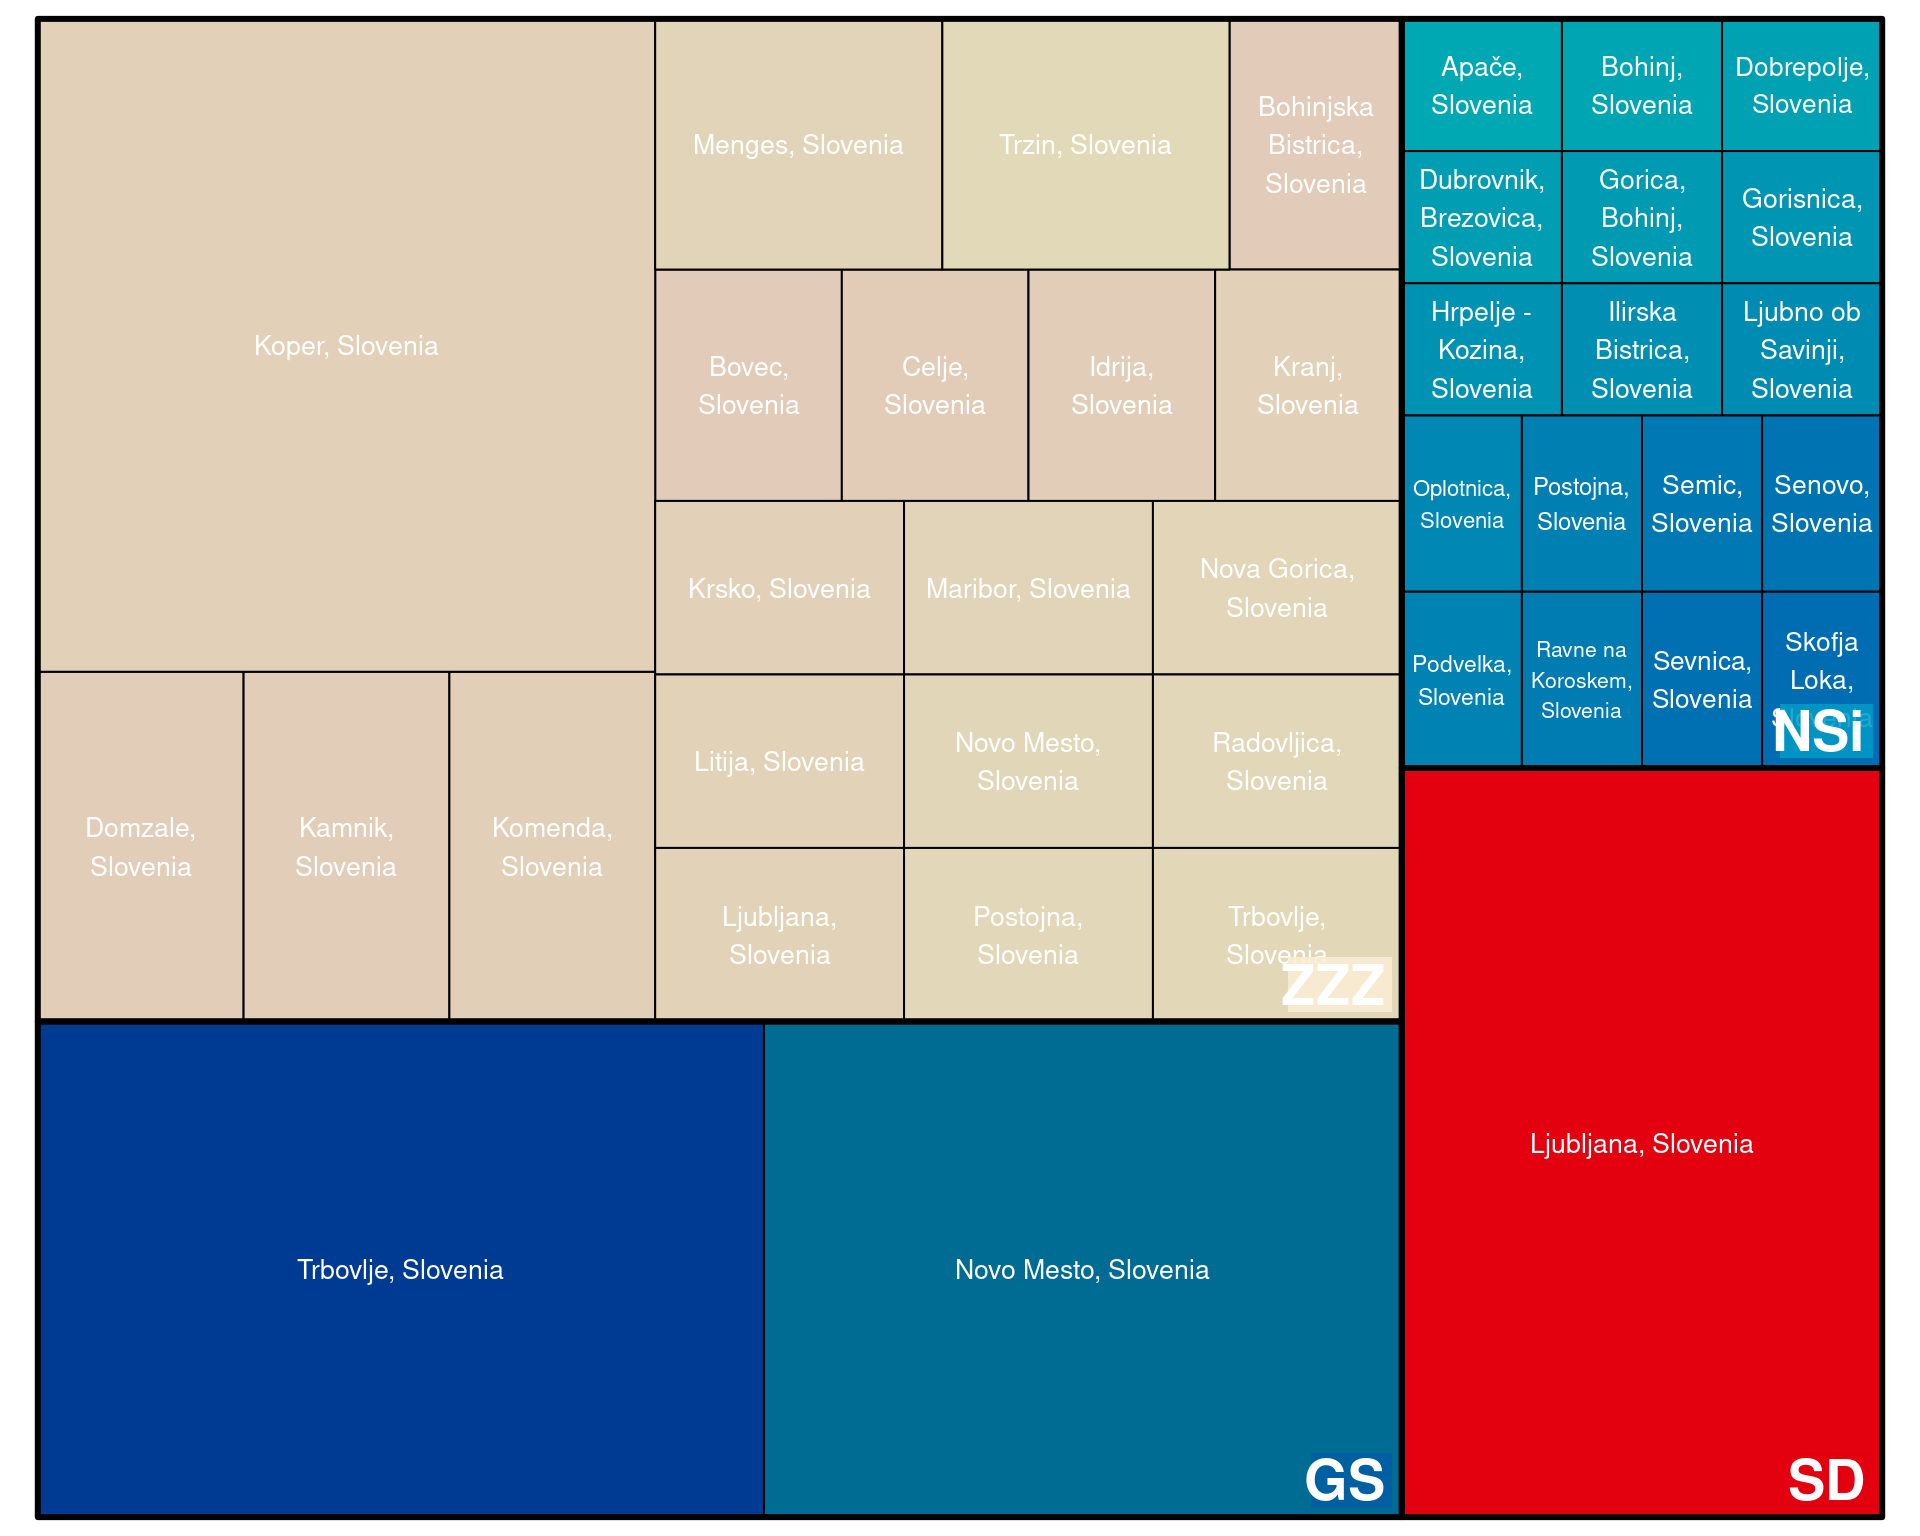 Koper, Slovenia
Menges, Slovenia
Trzin, Slovenia
Bohinjska
Bistrica,
Slovenia
Bovec,
Slovenia
Celje,
Slovenia
Idrija,
Slovenia
Kranj,
Slovenia
Krsko, Slovenia
Maribor, Slovenia
Nova Gorica,
Slovenia
Litija, Slovenia
Novo Mesto,
Slovenia
Radovljica,
Slovenia
Domzale,
Slovenia
Kamnik,
Slovenia
Komenda,
Slovenia
Ljubljana,
Slovenia
Postojna,
Slovenia
Trbovlje,
Slovenia
ZZZ
Apače,
Slovenia
Bohinj,
Slovenia
Dobrepolje,
Slovenia
Dubrovnik,
Brezovica,
Slovenia
Gorica,
Bohinj,
Slovenia
Gorisnica,
Slovenia
Hrpelje -
Kozina,
Slovenia
Ilirska
Bistrica,
Slovenia
Ljubno ob
Savinji,
Slovenia
Oplotnica,
Slovenia
Postojna,
Slovenia
Semic,
Slovenia
Senovo,
Slovenia
Podvelka,
Slovenia
Ravne na
Koroskem,
Slovenia
Sevnica,
Slovenia
Skofja
Loka,
Slovenia
NSi
Trbovlje, Slovenia
Novo Mesto, Slovenia
GS
Ljubljana, Slovenia
SD